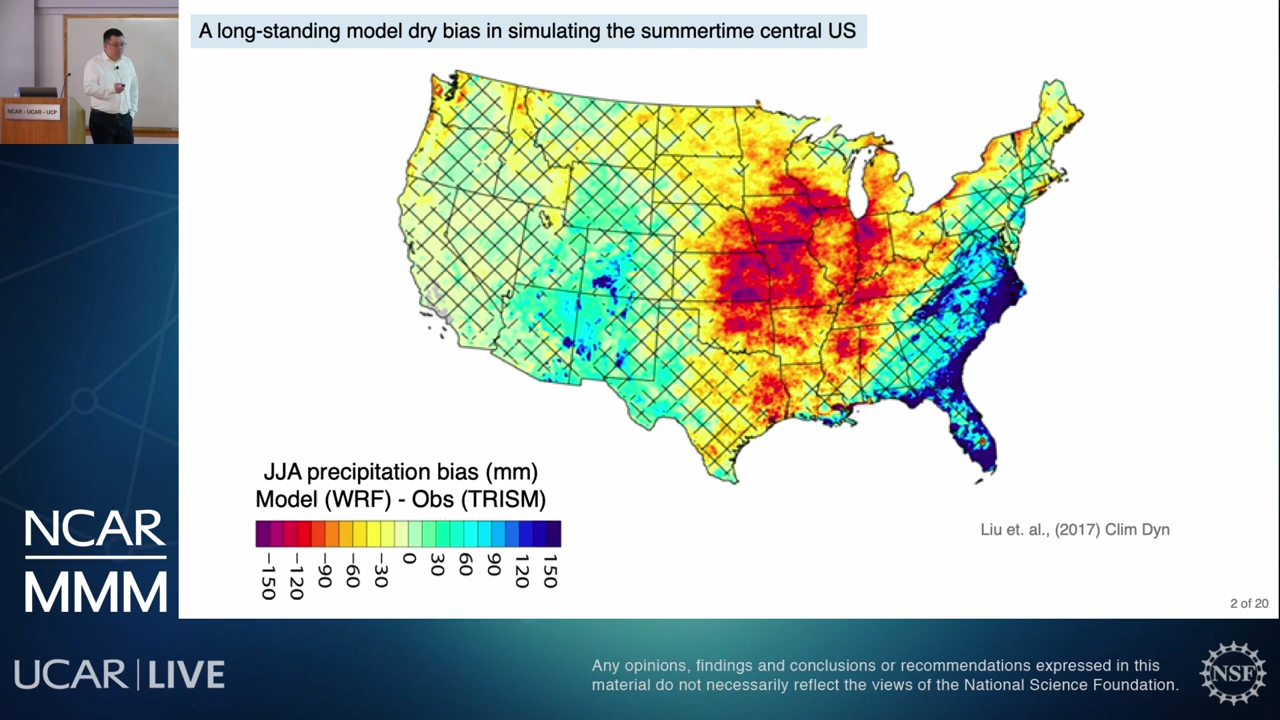 A long-standing model dry bias in simulating the summertime central US
NCAR - UCAR - UCP
JJA precipitation bias (mm)
Model (WRF) - Obs (TRISM)
-150 -120 -90 -60 -30 0 30 60 90 120 150
Liu et. al., (2017) Clim Dyn
2 of 20
NCAR
MMM
UCAR | LIVE
Any opinions, findings and conclusions or recommendations expressed in this
material do not necessarily reflect the views of the National Science Foundation.
NSF